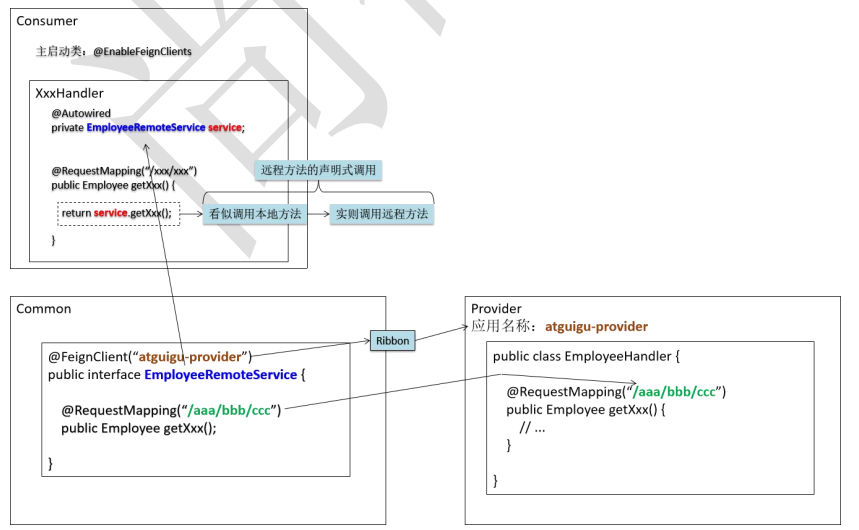 Consumer
主启动类：@EnableFeignClients
XxxHandler
@Autowired
private EmployeeRemoteService service;
@RequestMapping("/xxx/xxx")
public Employee getXxx() {
return service.getXxx();
}
远程方法的声明式调用
看似调用本地方法
实则调用远程方法
Common
@FeignClient("atguigu-provider")
public interface EmployeeRemoteService {
@RequestMapping("/aaa/bbb/ccc")
public Employee getXxx();
}
Ribbon
Provider
应用名称：atguigu-provider
public class EmployeeHandler {
@RequestMapping("/aaa/bbb/ccc")
public Employee getXxx() {
// ...
}
}